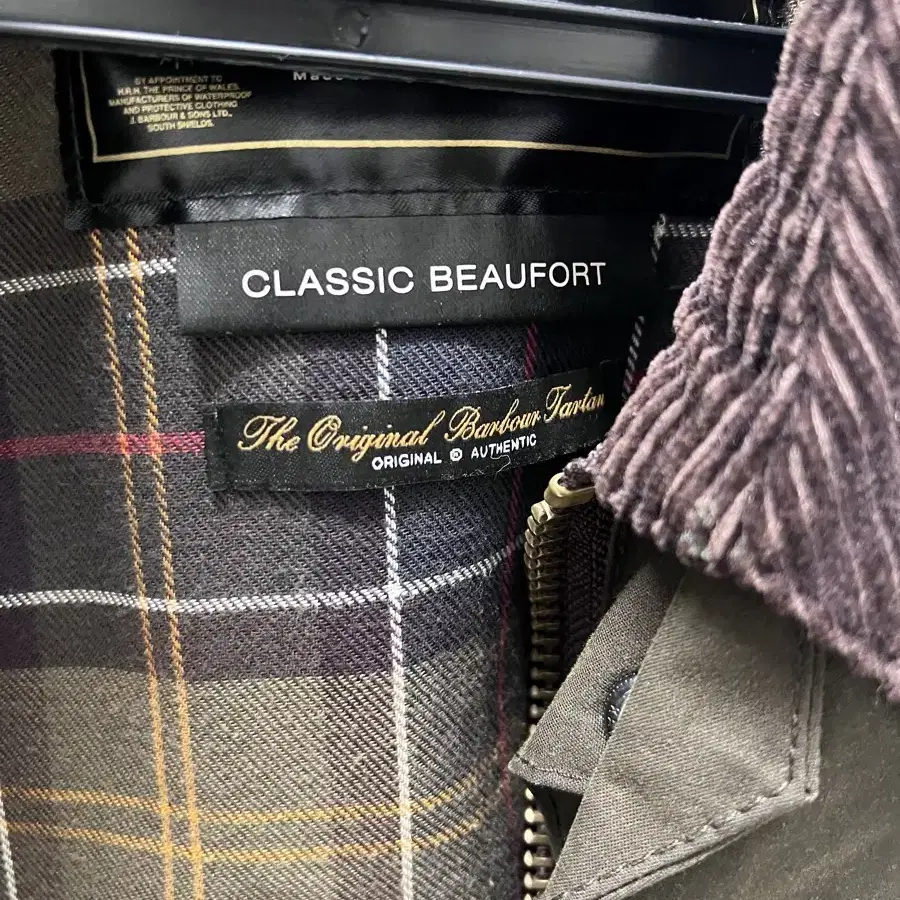 BY APPOINTMENT TO
H.R.H. THE PRINCE OF WALES
MANUFACTURERS OF WATERPROOF
AND PROTECTIVE CLOTHING
J. BARBOUR & SONS LTD.,
SOUTH SHIELDS.
CLASSIC BEAUFORT
The Original Barbour Tartan
ORIGINAL ® AUTHENTIC